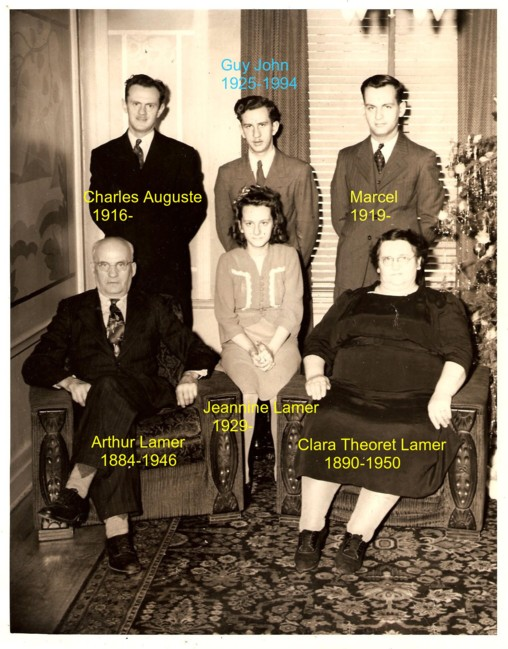 Guy John
1925-1994
Charles Auguste
1916-
Marcel
1919-
Jeannine Lamer
1929-
Arthur Lamer
1884-1946
Clara Theoret Lamer
1890-1950